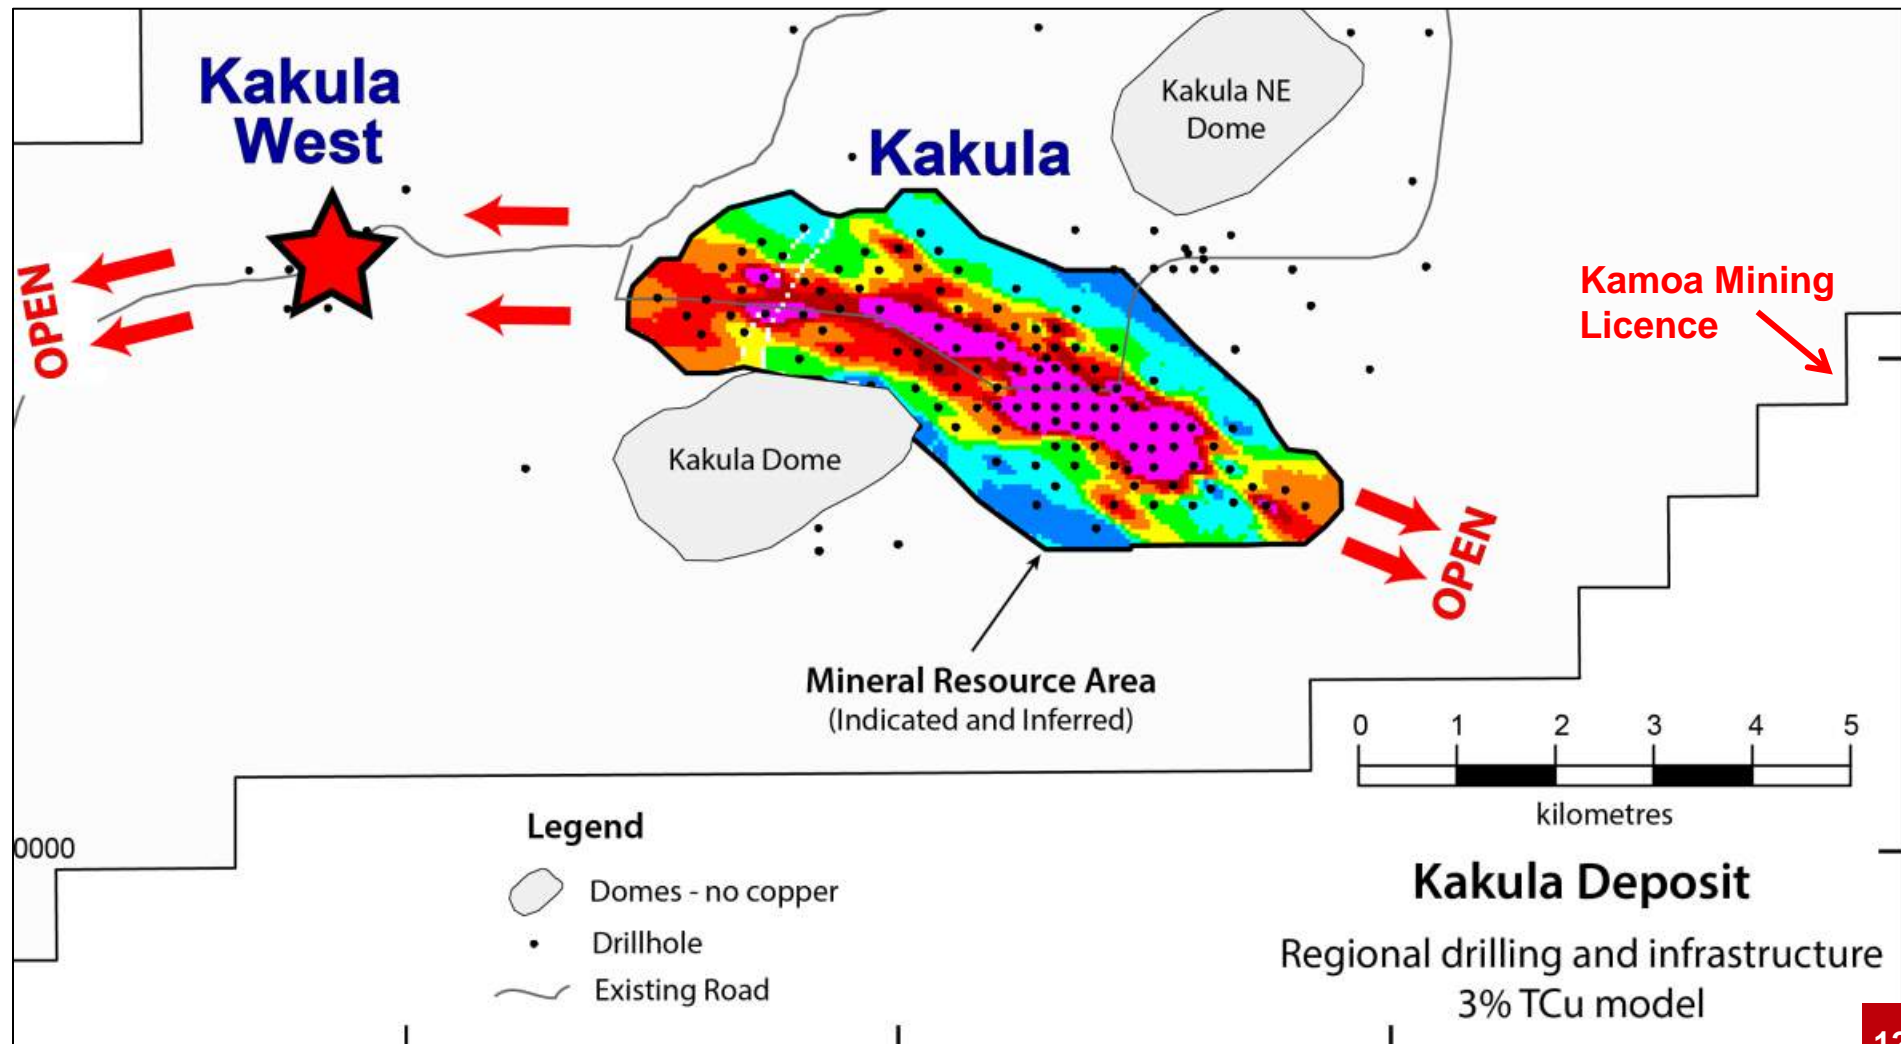 Kakula
West
Kakula
Kakula NE
Dome
OPEN
Kamoa Mining
Licence
Kakula Dome
OPEN
Mineral Resource Area
(Indicated and Inferred)
0 1 2 3 4 5
kilometres
Legend
0000
Domes - no copper
Drillhole
Existing Road
Kakula Deposit
Regional drilling and infrastructure
3% TCu model